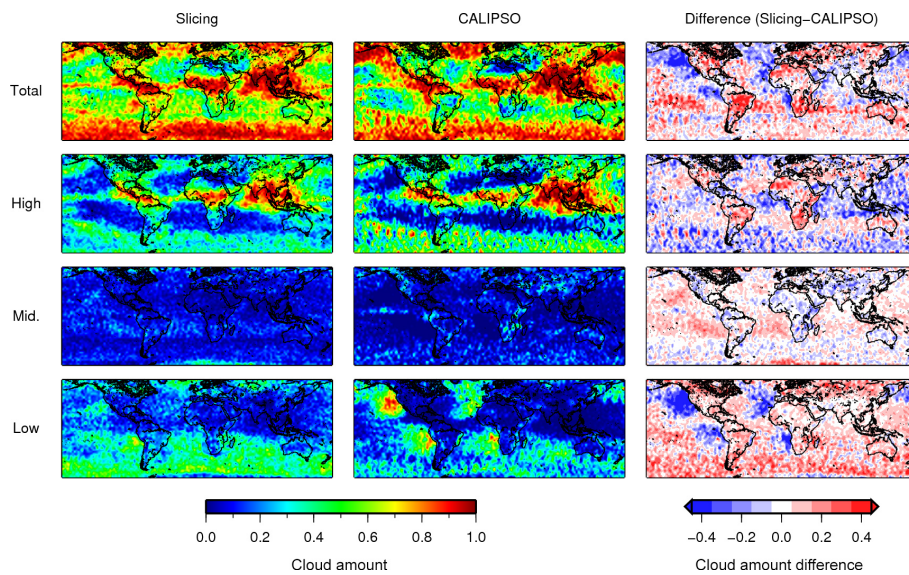 Slicing CALIPSO Difference (Slicing−CALIPSO)
Total
High
Mid.
Low
0.0 0.2 0.4 0.6 0.8 1.0 −0.4 −0.2 0.0 0.2 0.4
Cloud amount Cloud amount difference